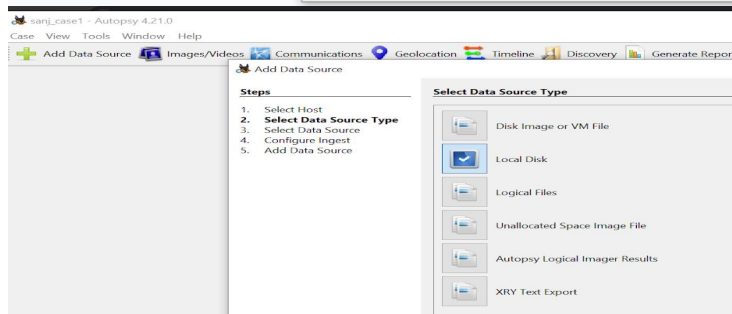 sanj_case1 - Autopsy 4.21.0
Case View Tools Window Help
Add Data Source Images/Videos Communications Geolocation Timeline Discovery Generate Repor
Add Data Source
Steps
1. Select Host
2. Select Data Source Type
3. Select Data Source
4. Configure Ingest
5. Add Data Source
Select Data Source Type
Disk Image or VM File
Local Disk
Logical Files
Unallocated Space Image File
Autopsy Logical Imager Results
XRY Text Export